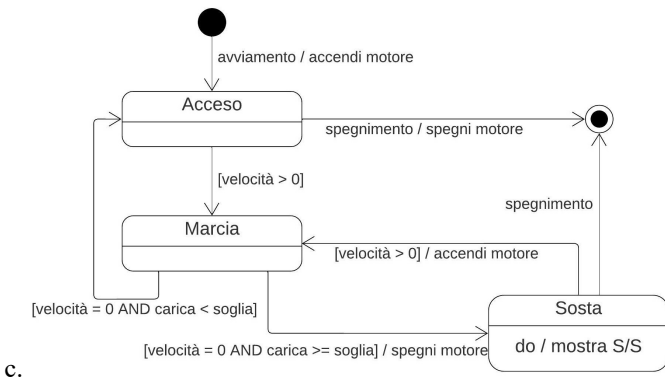 avviamento / accendi motore
Acceso
spegnimento / spegni motore
[velocità > 0]
spegnimento
Marcia
[velocità > 0] / accendi motore
[velocità = 0 AND carica < soglia]
Sosta
do / mostra S/S
[velocità = 0 AND carica >= soglia] / spegni motore
c.